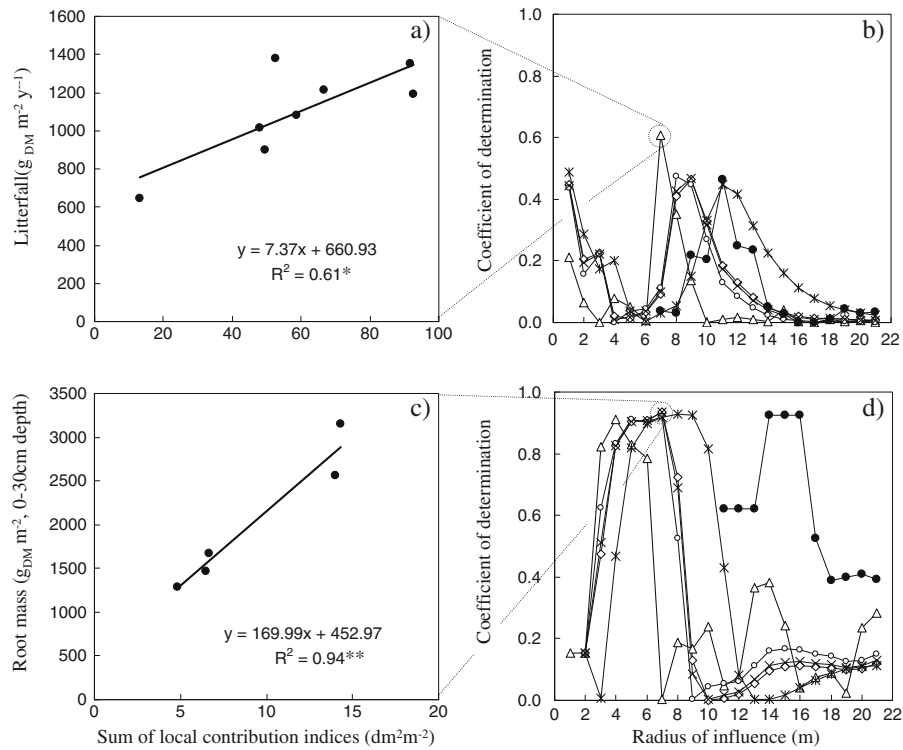 a)
Litterfall(g DM m-2 y-1)
1600
1400
1200
1000
800
600
400
200
0
y = 7.37x + 660.93
R2 = 0.61*
0 20 40 60 80 100
b)
Coefficient of determination
1.0
0.8
0.6
0.4
0.2
0.0
0 2 4 6 8 10 12 14 16 18 20 22
c)
Root mass (gDM m-2, 0-30cm depth)
3500
3000
2500
2000
1500
1000
500
0
y = 169.99x + 452.97
R2 = 0.94**
0 5 10 15 20
Sum of local contribution indices (dm2m-2)
d)
Coefficient of determination
1.0
0.8
0.6
0.4
0.2
0.0
0 2 4 6 8 10 12 14 16 18 20 22
Radius of influence (m)